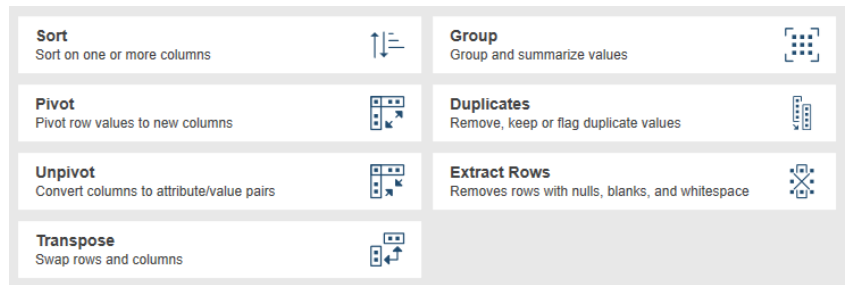 Sort
Sort on one or more columns
Group
Group and summarize values
Pivot
Pivot row values to new columns
Duplicates
Remove, keep or flag duplicate values
Unpivot
Convert columns to attribute/value pairs
Extract Rows
Removes rows with nulls, blanks, and whitespace
Transpose
Swap rows and columns